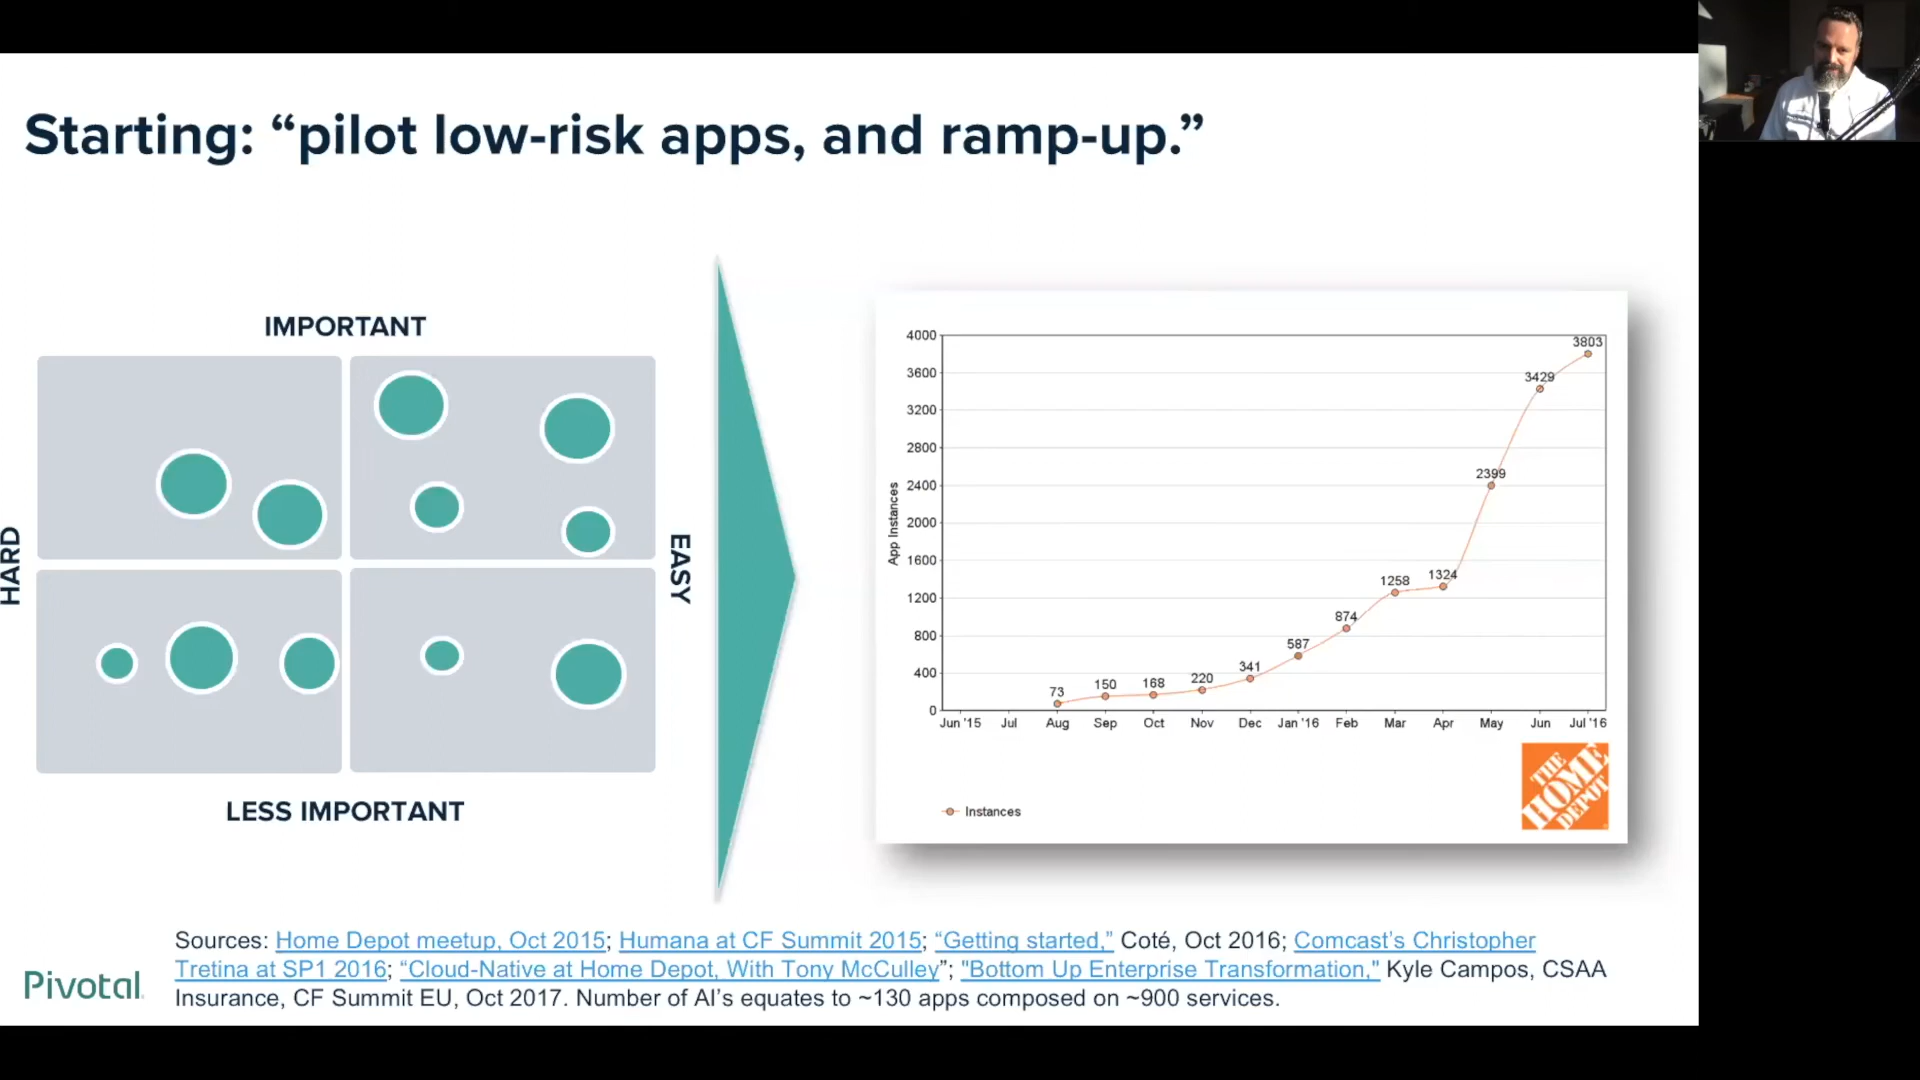 Starting: “pilot low-risk apps, and ramp-up.”
IMPORTANT
HARD
EASY
LESS IMPORTANT
4000
3600
3200
2800
2400
2000
1600
1200
800
400
0
App Instances
73
150
168
220
341
587
874
1258
1324
2399
3429
3803
Jun '15 Jul Aug Sep Oct Nov Dec Jan '16 Feb Mar Apr May Jun Jul '16
Instances
THE
HOME
DEPOT
Sources: Home Depot meetup, Oct 2015; Humana at CF Summit 2015; “Getting started,” Coté, Oct 2016; Comcast’s Christopher
Tretina at SP1 2016; “Cloud-Native at Home Depot, With Tony McCulley”; "Bottom Up Enterprise Transformation," Kyle Campos, CSAA
Insurance, CF Summit EU, Oct 2017. Number of AI’s equates to ~130 apps composed on ~900 services.
Pivotal